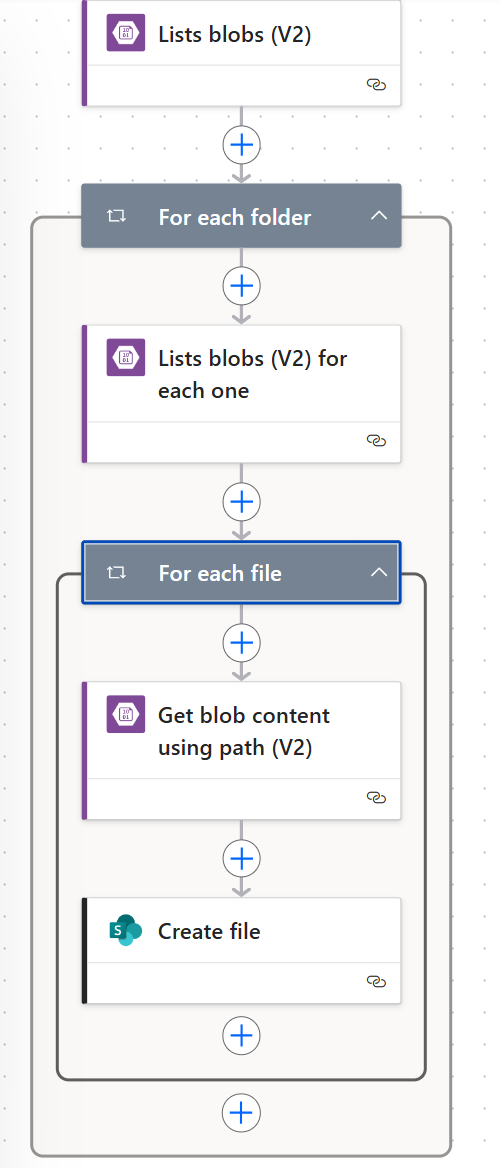 Lists blobs (V2)
For each folder
Lists blobs (V2) for
each one
For each file
Get blob content
using path (V2)
S
Create file